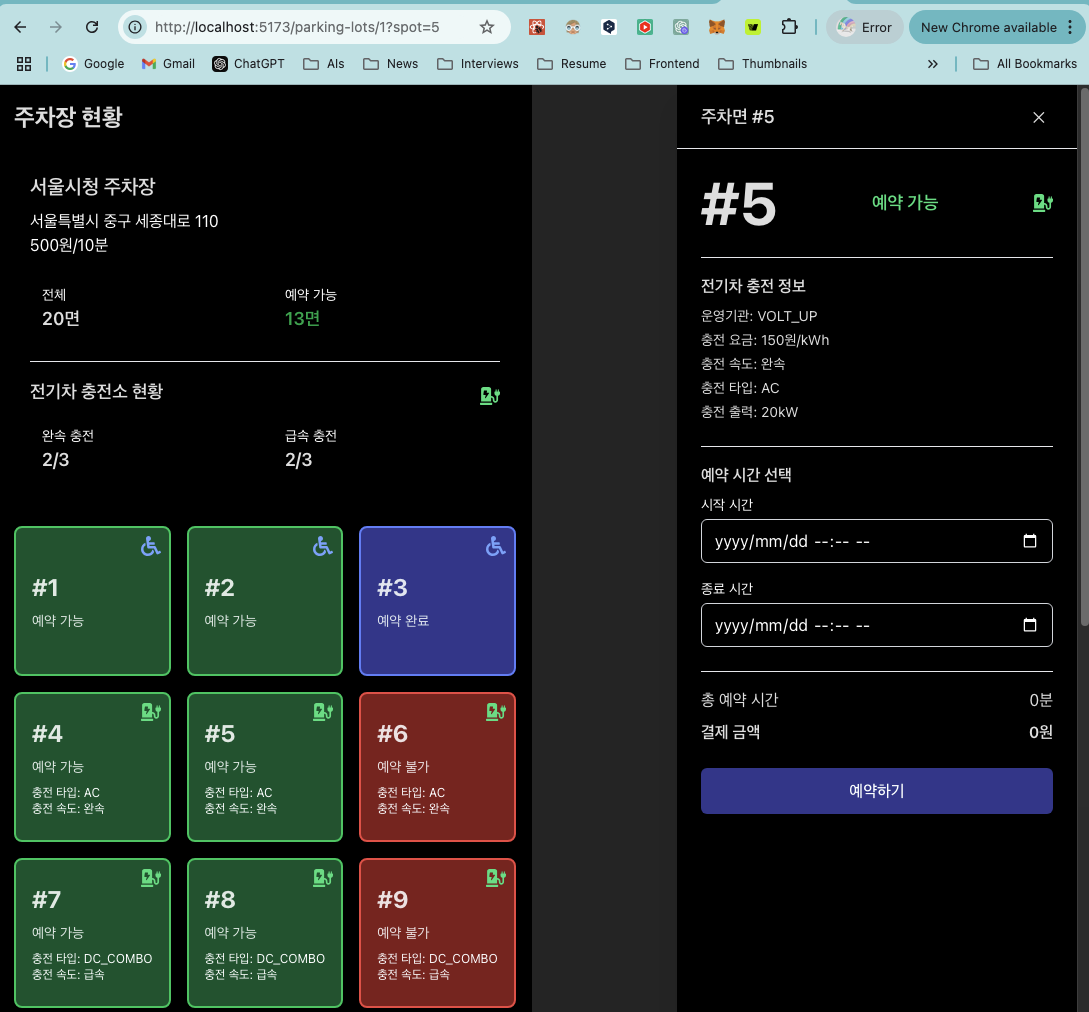 http://localhost:5173/parking-lots/1?spot=5
Error
New Chrome available
Google
Gmail
ChatGPT
AIs
News
Interviews
Resume
Frontend
Thumbnails
All Bookmarks
주차장 현황
서울시청 주차장
서울특별시 중구 세종대로 110
500원/10분
전체
예약 가능
20면
13면
전기차 충전소 현황
완속 충전
급속 충전
2/3
2/3
#1
예약 가능
#2
예약 가능
#3
예약 완료
#4
예약 가능
충전 타입: AC
충전 속도: 완속
#5
예약 가능
충전 타입: AC
충전 속도: 완속
#6
예약 불가
충전 타입: AC
충전 속도: 완속
#7
예약 가능
충전 타입: DC_COMBO
충전 속도: 급속
#8
예약 가능
충전 타입: DC_COMBO
충전 속도: 급속
#9
예약 불가
충전 타입: DC_COMBO
충전 속도: 급속
주차면 #5
#5
예약 가능
전기차 충전 정보
운영기관: VOLT_UP
충전 요금: 150원/kWh
충전 속도: 완속
충전 타입: AC
충전 출력: 20kW
예약 시간 선택
시작 시간
yyyy/mm/dd --:-- --
종료 시간
yyyy/mm/dd --:-- --
총 예약 시간
0분
결제 금액
0원
예약하기